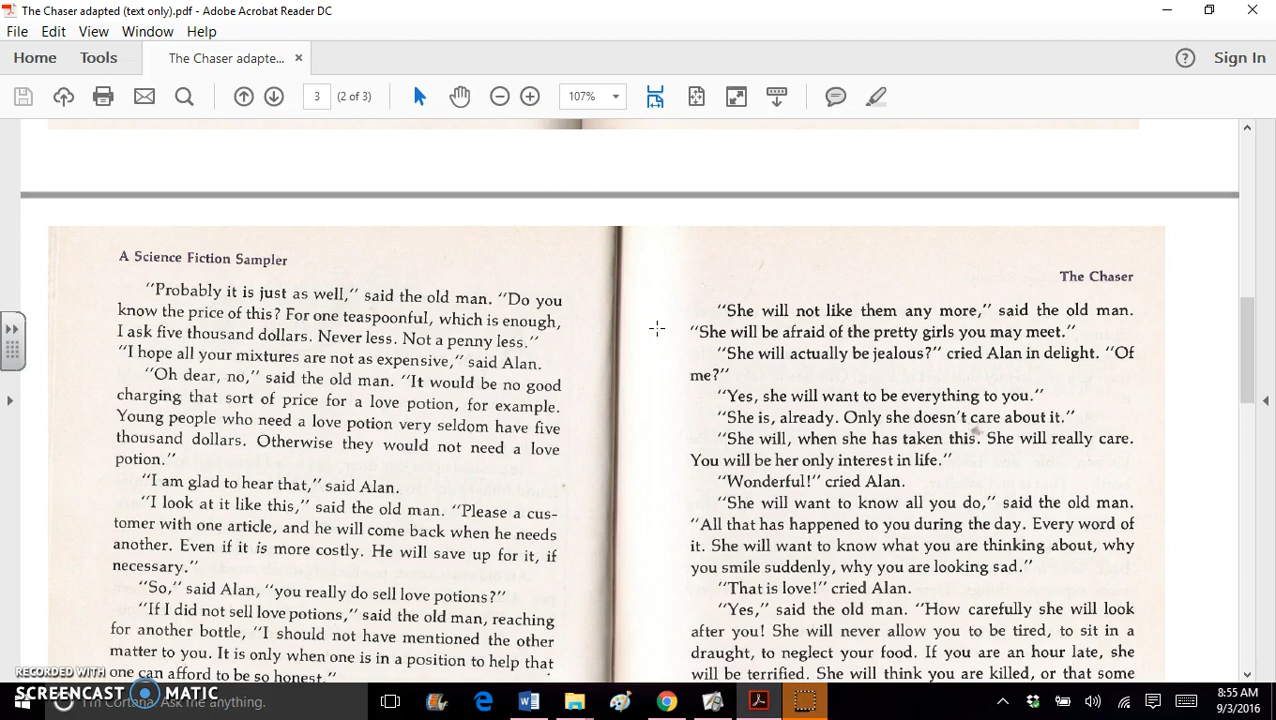 The Chaser adapted (text only).pdf - Adobe Acrobat Reader DC
File Edit View Window Help
Home Tools The Chaser adapte... × Sign In
3 (2 of 3) 107%
A Science Fiction Sampler
"Probably it is just as well," said the old man. "Do you
know the price of this? For one teaspoonful, which is enough,
I ask five thousand dollars. Never less. Not a penny less."
"I hope all your mixtures are not as expensive," said Alan.
"Oh dear, no," said the old man. "It would be no good
charging that sort of price for a love potion, for example.
Young people who need a love potion very seldom have five
thousand dollars. Otherwise they would not need a love
potion."
"I am glad to hear that," said Alan.
"I look at it like this," said the old man. "Please a cus-
tomer with one article, and he will come back when he needs
another. Even if it is more costly. He will save up for it, if
necessary."
"So," said Alan, "you really do sell love potions?"
"If I did not sell love potions," said the old man, reaching
for another bottle, "I should not have mentioned the other
matter to you. It is only when one is in a position to help that
one can afford to be so honest."
The Chaser
"She will not like them any more," said the old man.
"She will be afraid of the pretty girls you may meet."
"She will actually be jealous?" cried Alan in delight. "Of
me?"
"Yes, she will want to be everything to you."
"She is, already. Only she doesn't care about it."
"She will, when she has taken this. She will really care.
You will be her only interest in life."
"Wonderful!" cried Alan.
"She will want to know all you do," said the old man.
"All that has happened to you during the day. Every word of
it. She will want to know what you are thinking about, why
you smile suddenly, why you are looking sad."
"That is love!" cried Alan.
"Yes," said the old man. "How carefully she will look
after you! She will never allow you to be tired, to sit in a
draught, to neglect your food. If you are an hour late, she
will be terrified. She will think you are killed, or that some
RECORDED WITH
SCREENCAST MATIC
I'm Cortana. Ask me anything.
8:55 AM
9/3/2016